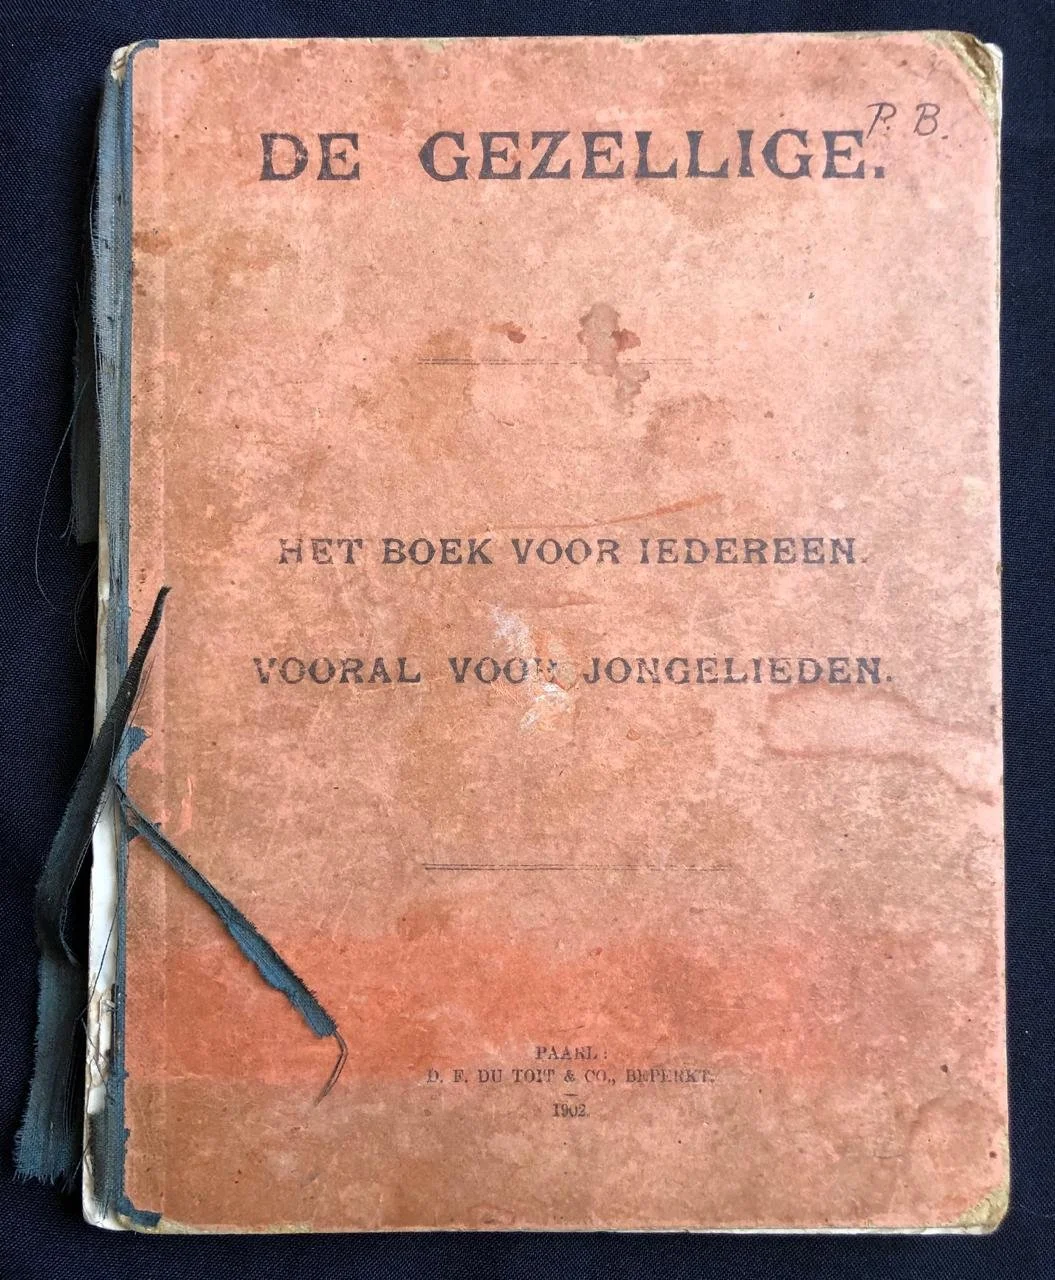 P. B.
DE GEZELLIGE.
HET BOEK VOOR IEDEREEN.
VOORAL VOOR JONGELIEDEN.
PAARL:
D. F. DU TOIT & CO., BEPERKT.
1902.